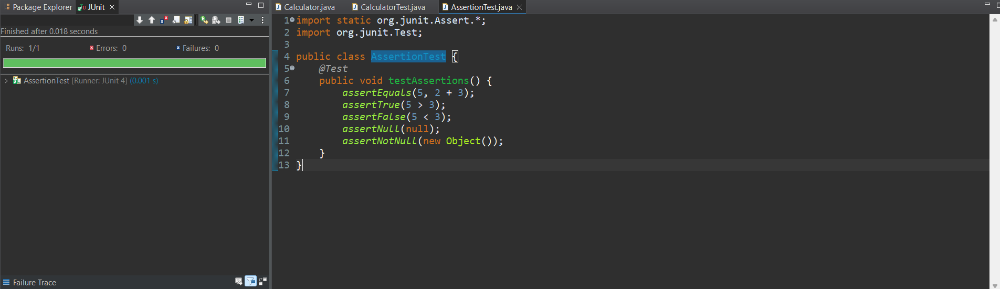 Package Explorer JUnit
Finished after 0.018 seconds
Runs: 1/1 Errors: 0 Failures: 0
AssertionTest [Runner: JUnit 4] (0.001 s)
Failure Trace
Calculator.java CalculatorTest.java AssertionTest.java
1 import static org.junit.Assert.*;
2 import org.junit.Test;
3
4 public class AssertionTest {
5 @Test
6 public void testAssertions() {
7 assertEquals(5, 2 + 3);
8 assertTrue(5 > 3);
9 assertFalse(5 < 3);
10 assertNull(null);
11 assertNotNull(new Object());
12 }
13 }